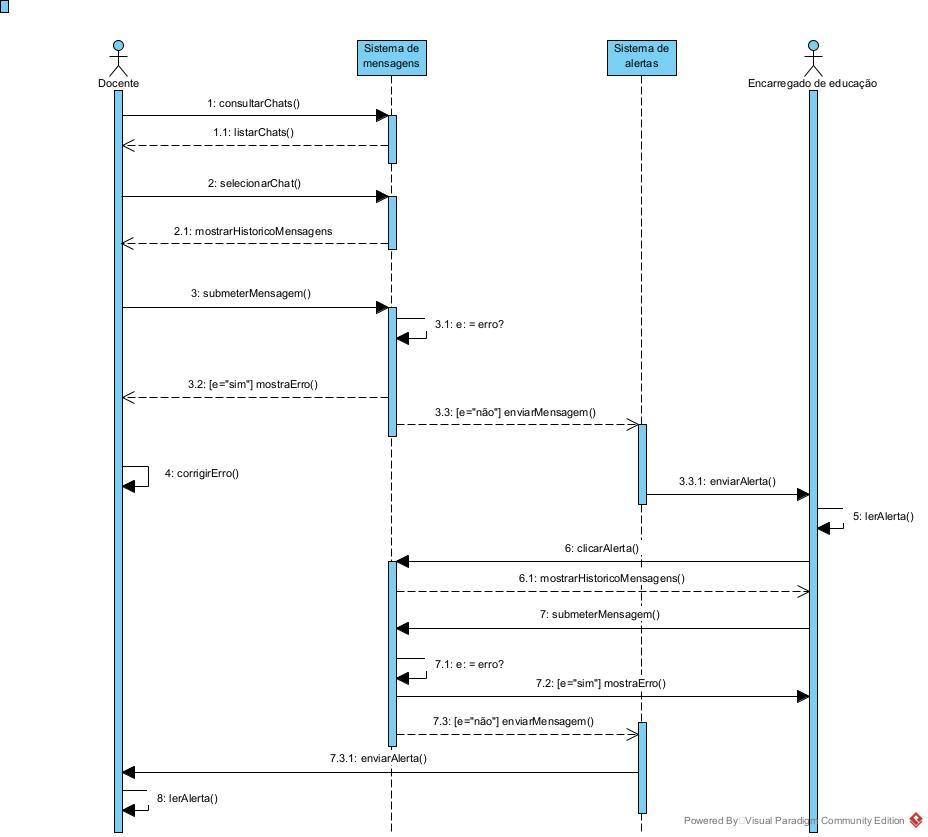 Sistema de
mensagens
Sistema de
alertas
Docente
Encarregado de educação
1: consultarChats()
1.1: listarChats()
2: selecionarChat()
2.1: mostrarHistoricoMensagens
3: submeterMensagem()
3.1: e: = erro?
3.2: [e="sim"] mostraErro()
3.3: [e="não"] enviarMensagem()
4: corrigirErro()
3.3.1: enviarAlerta()
5: lerAlerta()
6: clicarAlerta()
6.1: mostrarHistoricoMensagens()
7: submeterMensagem()
7.1: e: = erro?
7.2: [e="sim"] mostraErro()
7.3: [e="não"] enviarMensagem()
7.3.1: enviarAlerta()
8: lerAlerta()
Powered By Visual Paradigm Community Edition